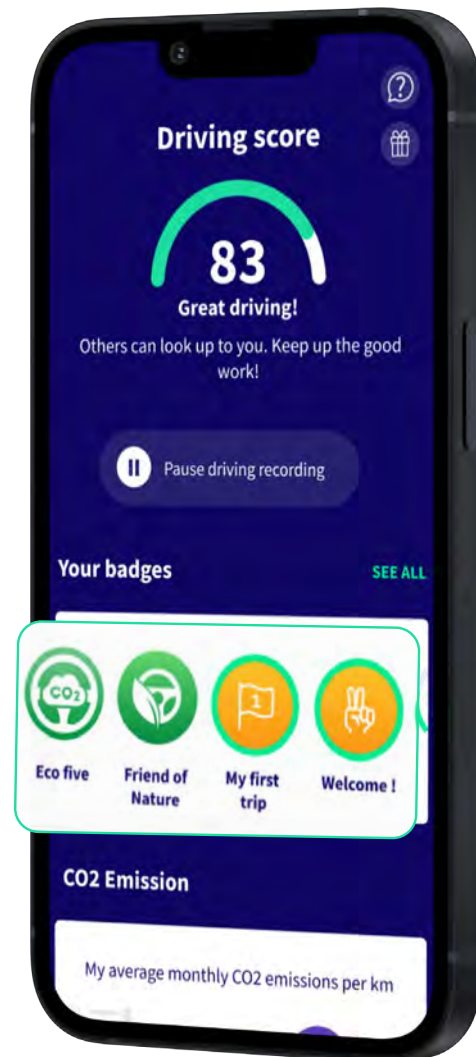 Driving score
83
Great driving!
Others can look up to you. Keep up the good
work!
Pause driving recording
Your badges
SEE ALL
CO2
1
Eco five
Friend of
Nature
My first
trip
Welcome !
CO2 Emission
My average monthly CO2 emissions per km